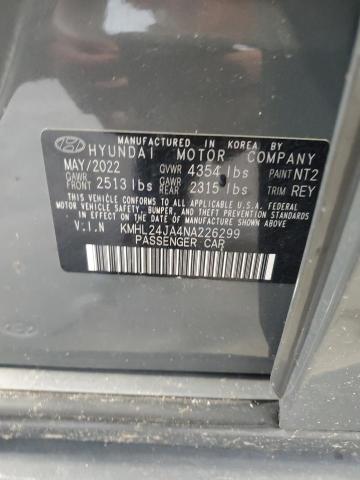 MANUFACTURED IN KOREA BY
HYUNDAI MOTOR COMPANY
MAY/2022 GVWR 4354 lbs PAINT NT2
GAWR FRONT 2513 lbs GAWR REAR 2315 lbs TRIM REY
THIS VEHICLE CONFORMS TO ALL APPLICABLE U.S.A. FEDERAL
MOTOR VEHICLE SAFETY, BUMPER, AND THEFT PREVENTION
STANDARDS IN EFFECT ON THE DATE OF MANUFACTURE SHOWN ABOVE.
V.I.N KMHL24JA4NA226299
PASSENGER CAR